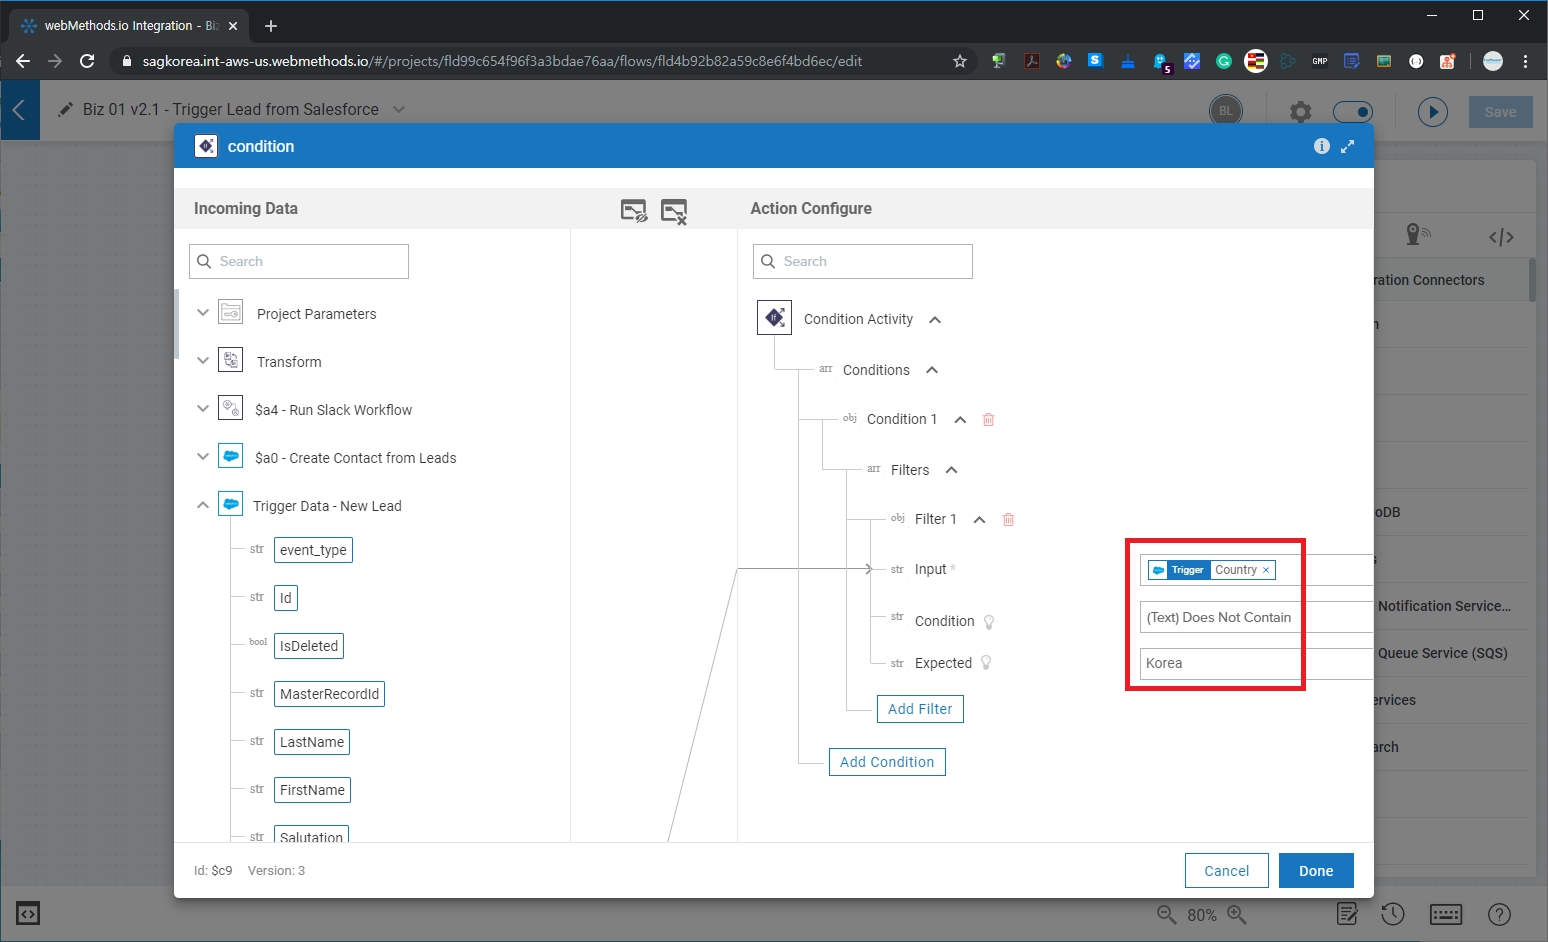 webMethods.io Integration - Biz
sagkorea.int-aws-us.webmethods.io/#/projects/fld99c654f96f3a3bdae76aa/flows/fld4b92b82a59c8e6f4bd6ec/edit
5
GMP
Biz 01 v2.1 - Trigger Lead from Salesforce
BL
Save
If
condition
Incoming Data
Action Configure
Search
Search
ration Connectors
Project Parameters
If
Condition Activity
n
Transform
arr Conditions
$a4 - Run Slack Workflow
obj Condition 1
$a0 - Create Contact from Leads
arr Filters
Trigger Data - New Lead
obj Filter 1
oDB
str event_type
str Input *
Trigger Country ×
s
str Id
str Condition
(Text) Does Not Contain
Notification Service...
bool IsDeleted
str Expected
Korea
Queue Service (SQS)
str MasterRecordId
Add Filter
ervices
str LastName
Add Condition
arch
str FirstName
str Salutation
Id: $c9 Version: 3
Cancel
Done
80%